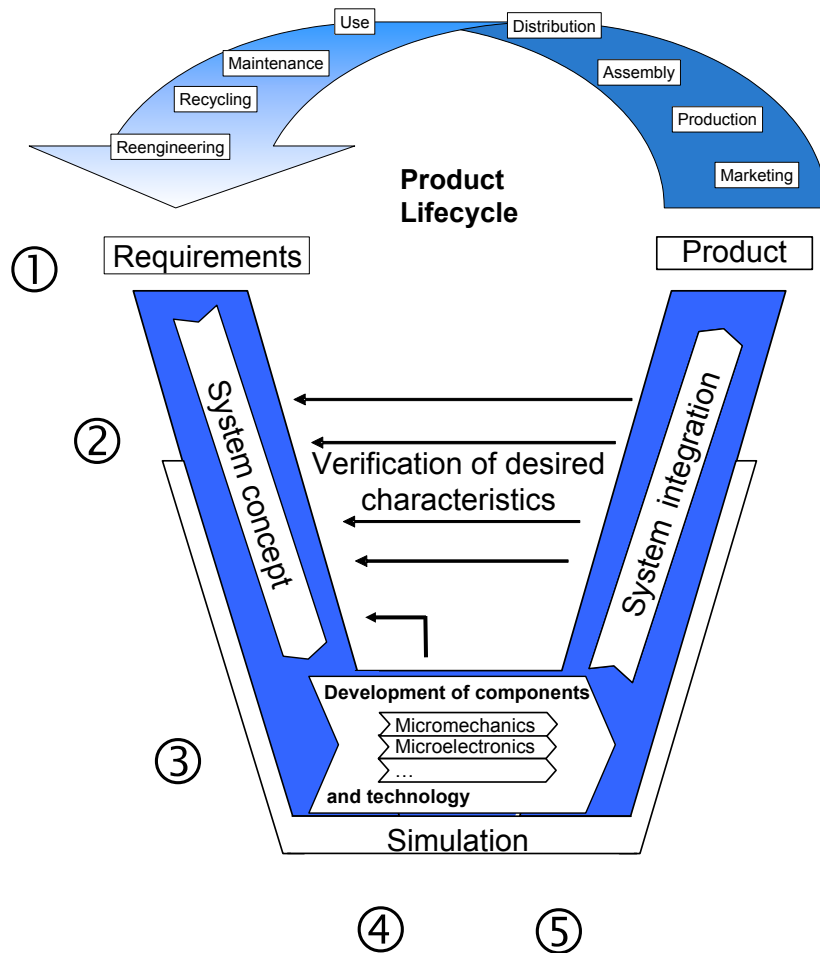 Use
Distribution
Maintenance
Assembly
Recycling
Production
Reengineering
Marketing
Product
Lifecycle
①
Requirements
Product
②
System concept
Verification of desired
characteristics
System integration
③
Development of components
Micromechanics
Microelectronics
…
and technology
Simulation
④
⑤